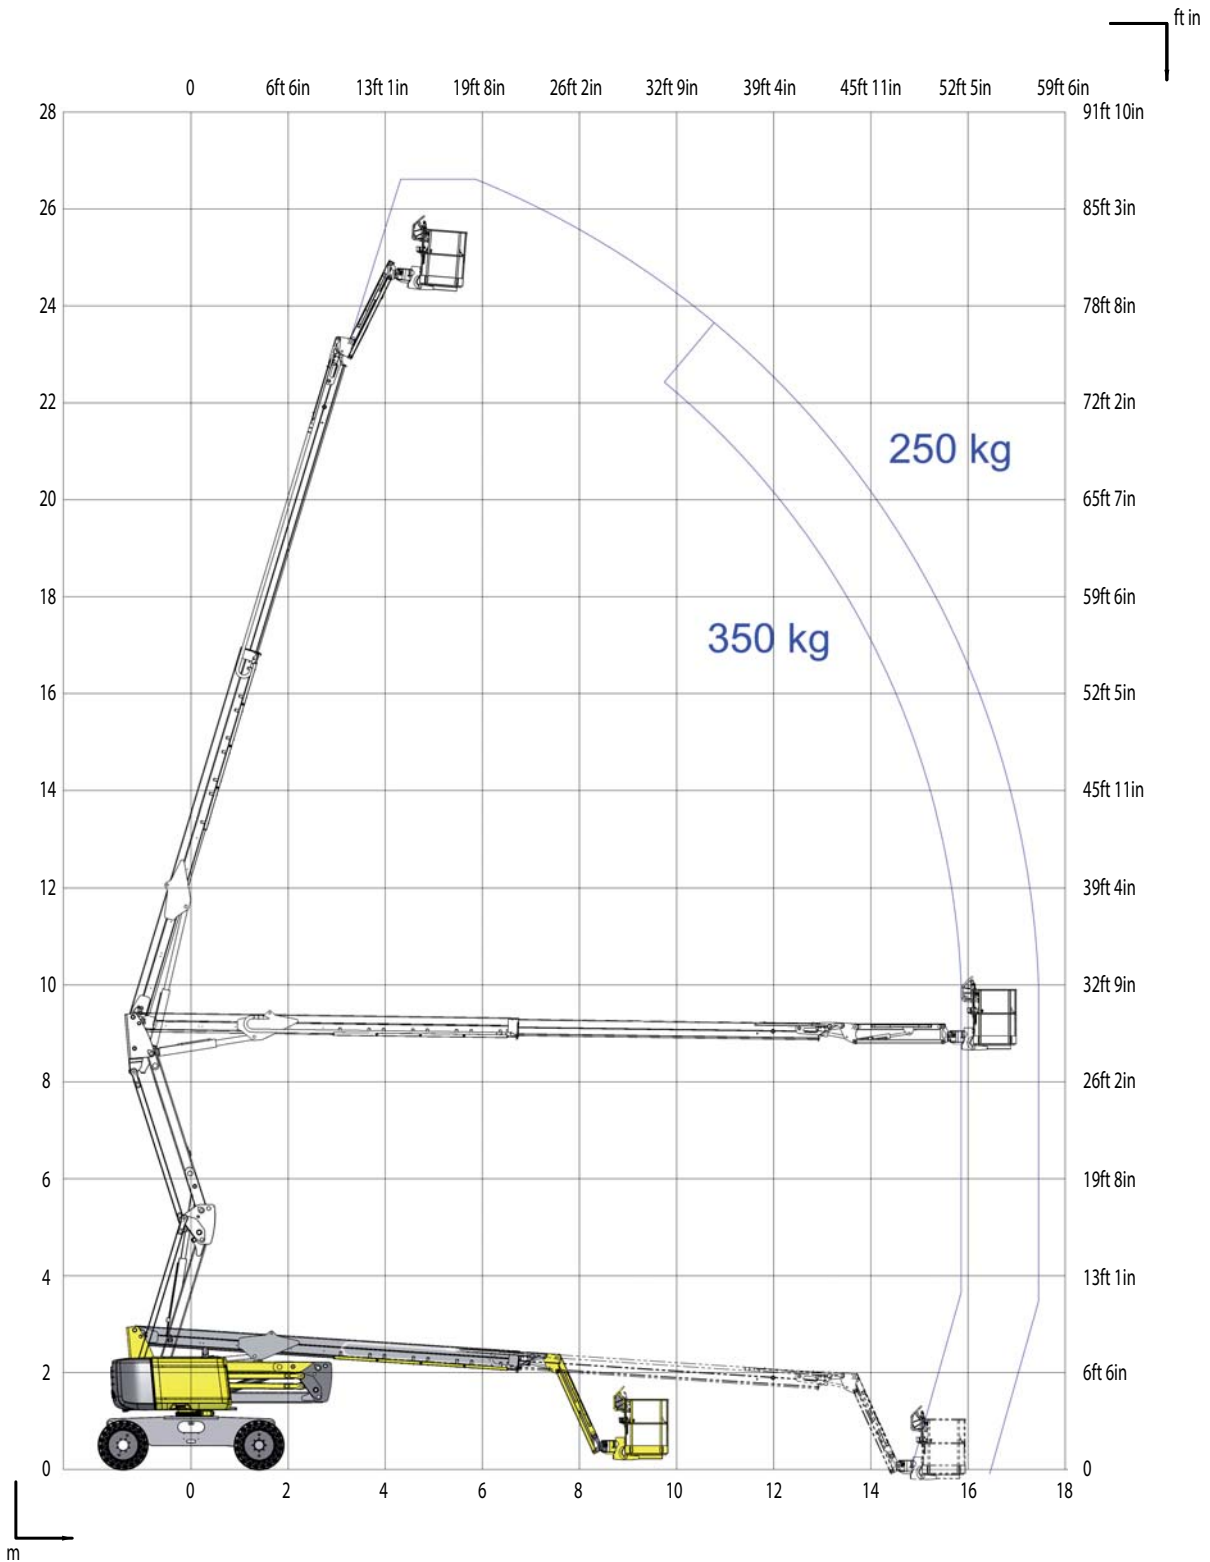 ft in
0 6ft 6in 13ft 1in 19ft 8in 26ft 2in 32ft 9in 39ft 4in 45ft 11in 52ft 5in 59ft 6in
28 91ft 10in
26 85ft 3in
24 78ft 8in
22 72ft 2in
250 kg
20 65ft 7in
18 59ft 6in
350 kg
16 52ft 5in
14 45ft 11in
12 39ft 4in
10 32ft 9in
8 26ft 2in
6 19ft 8in
4 13ft 1in
2 6ft 6in
0 0
0 2 4 6 8 10 12 14 16 18
m